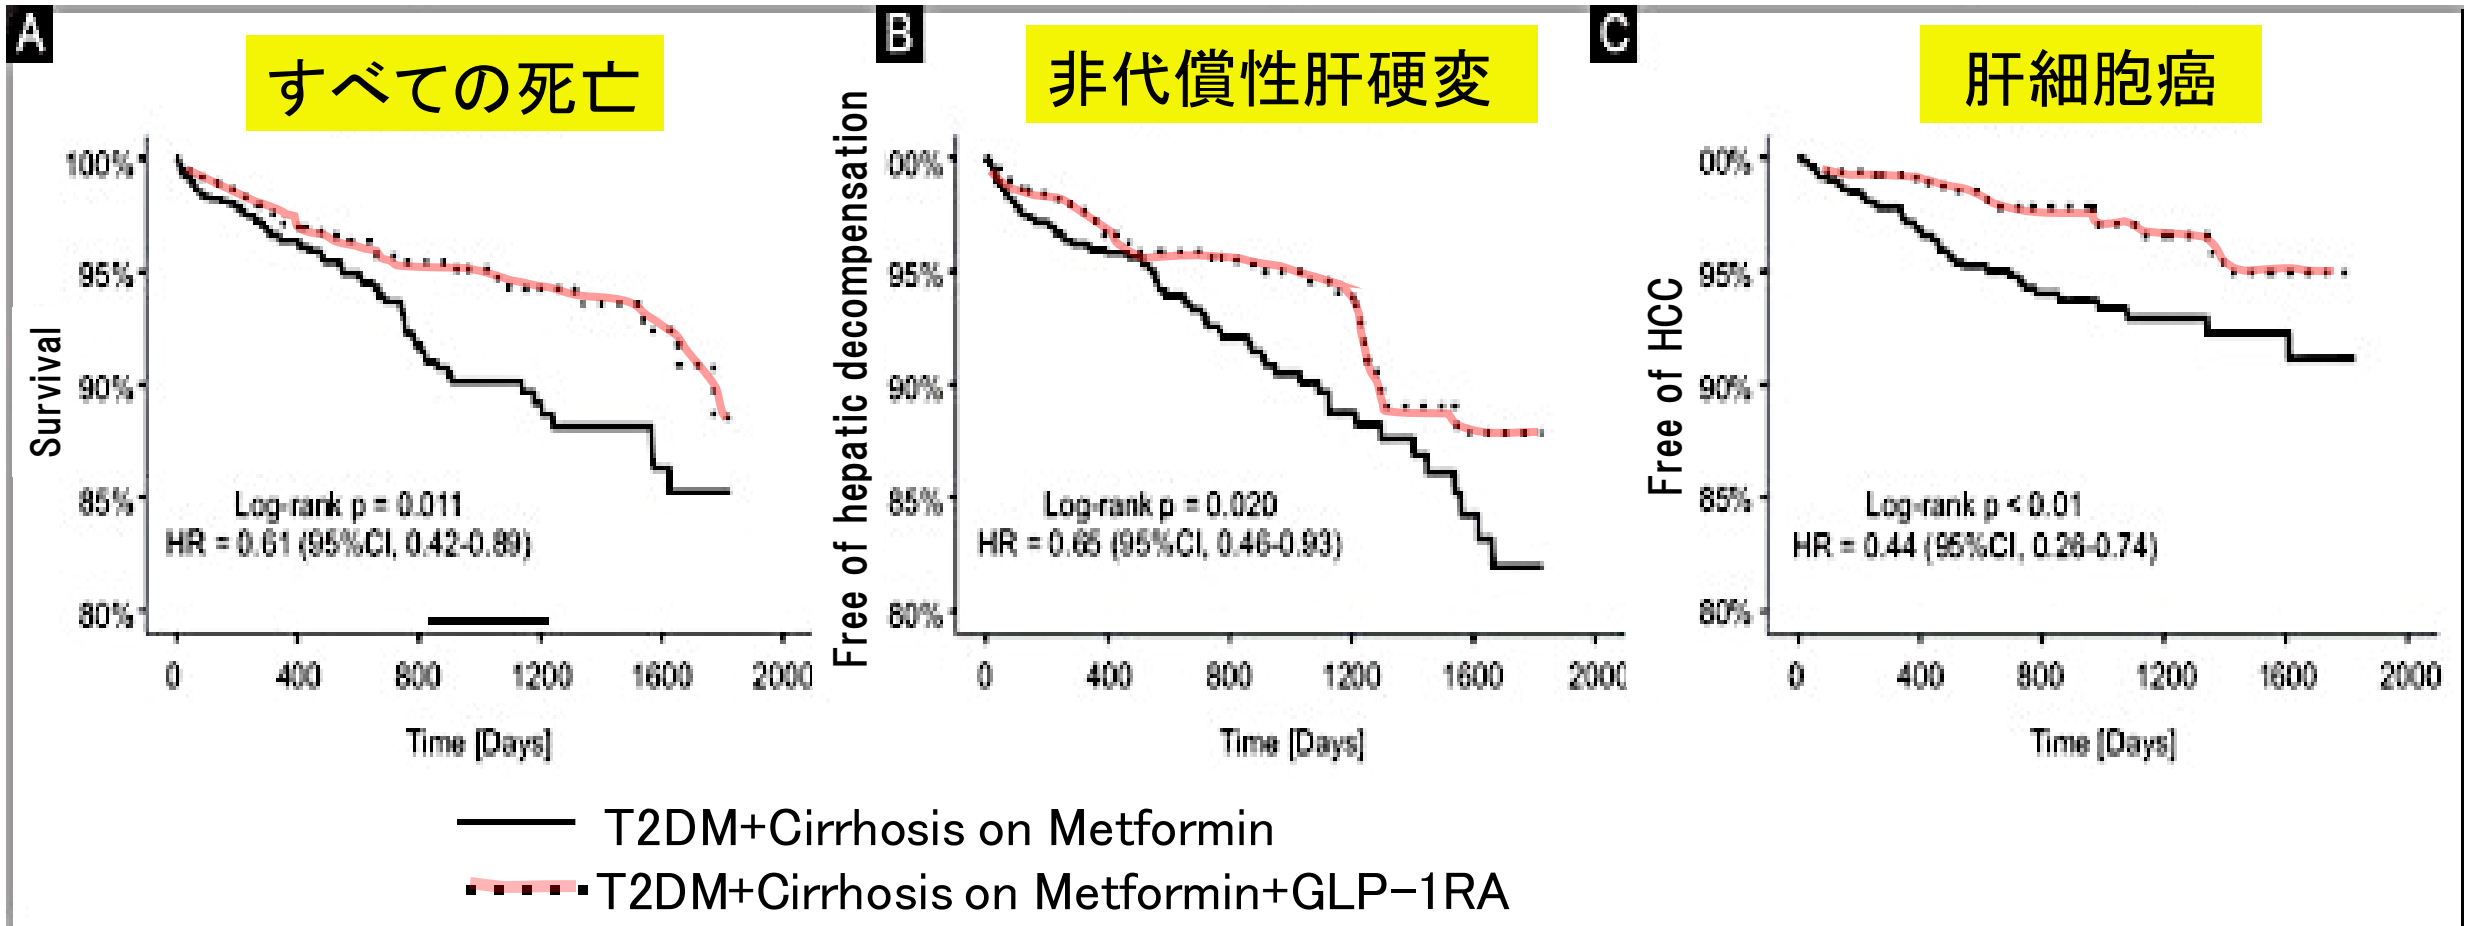 A
すべての死亡
Survival
100%
95%
90%
85%
80%
Log-rank p = 0.011
HR = 0.61 (95%CI, 0.42-0.89)
0 400 800 1200 1600 2000
Time [Days]
B
非代償性肝硬変
Free of hepatic decompensation
00%
95%
90%
85%
80%
Log-rank p = 0.020
HR = 0.65 (95%CI, 0.46-0.93)
0 400 800 1200 1600 2000
Time [Days]
C
肝細胞癌
Free of HCC
00%
95%
90%
85%
80%
Log-rank p < 0.01
HR = 0.44 (95%CI, 0.26-0.74)
0 400 800 1200 1600 2000
Time [Days]
T2DM+Cirrhosis on Metformin
T2DM+Cirrhosis on Metformin+GLP-1RA